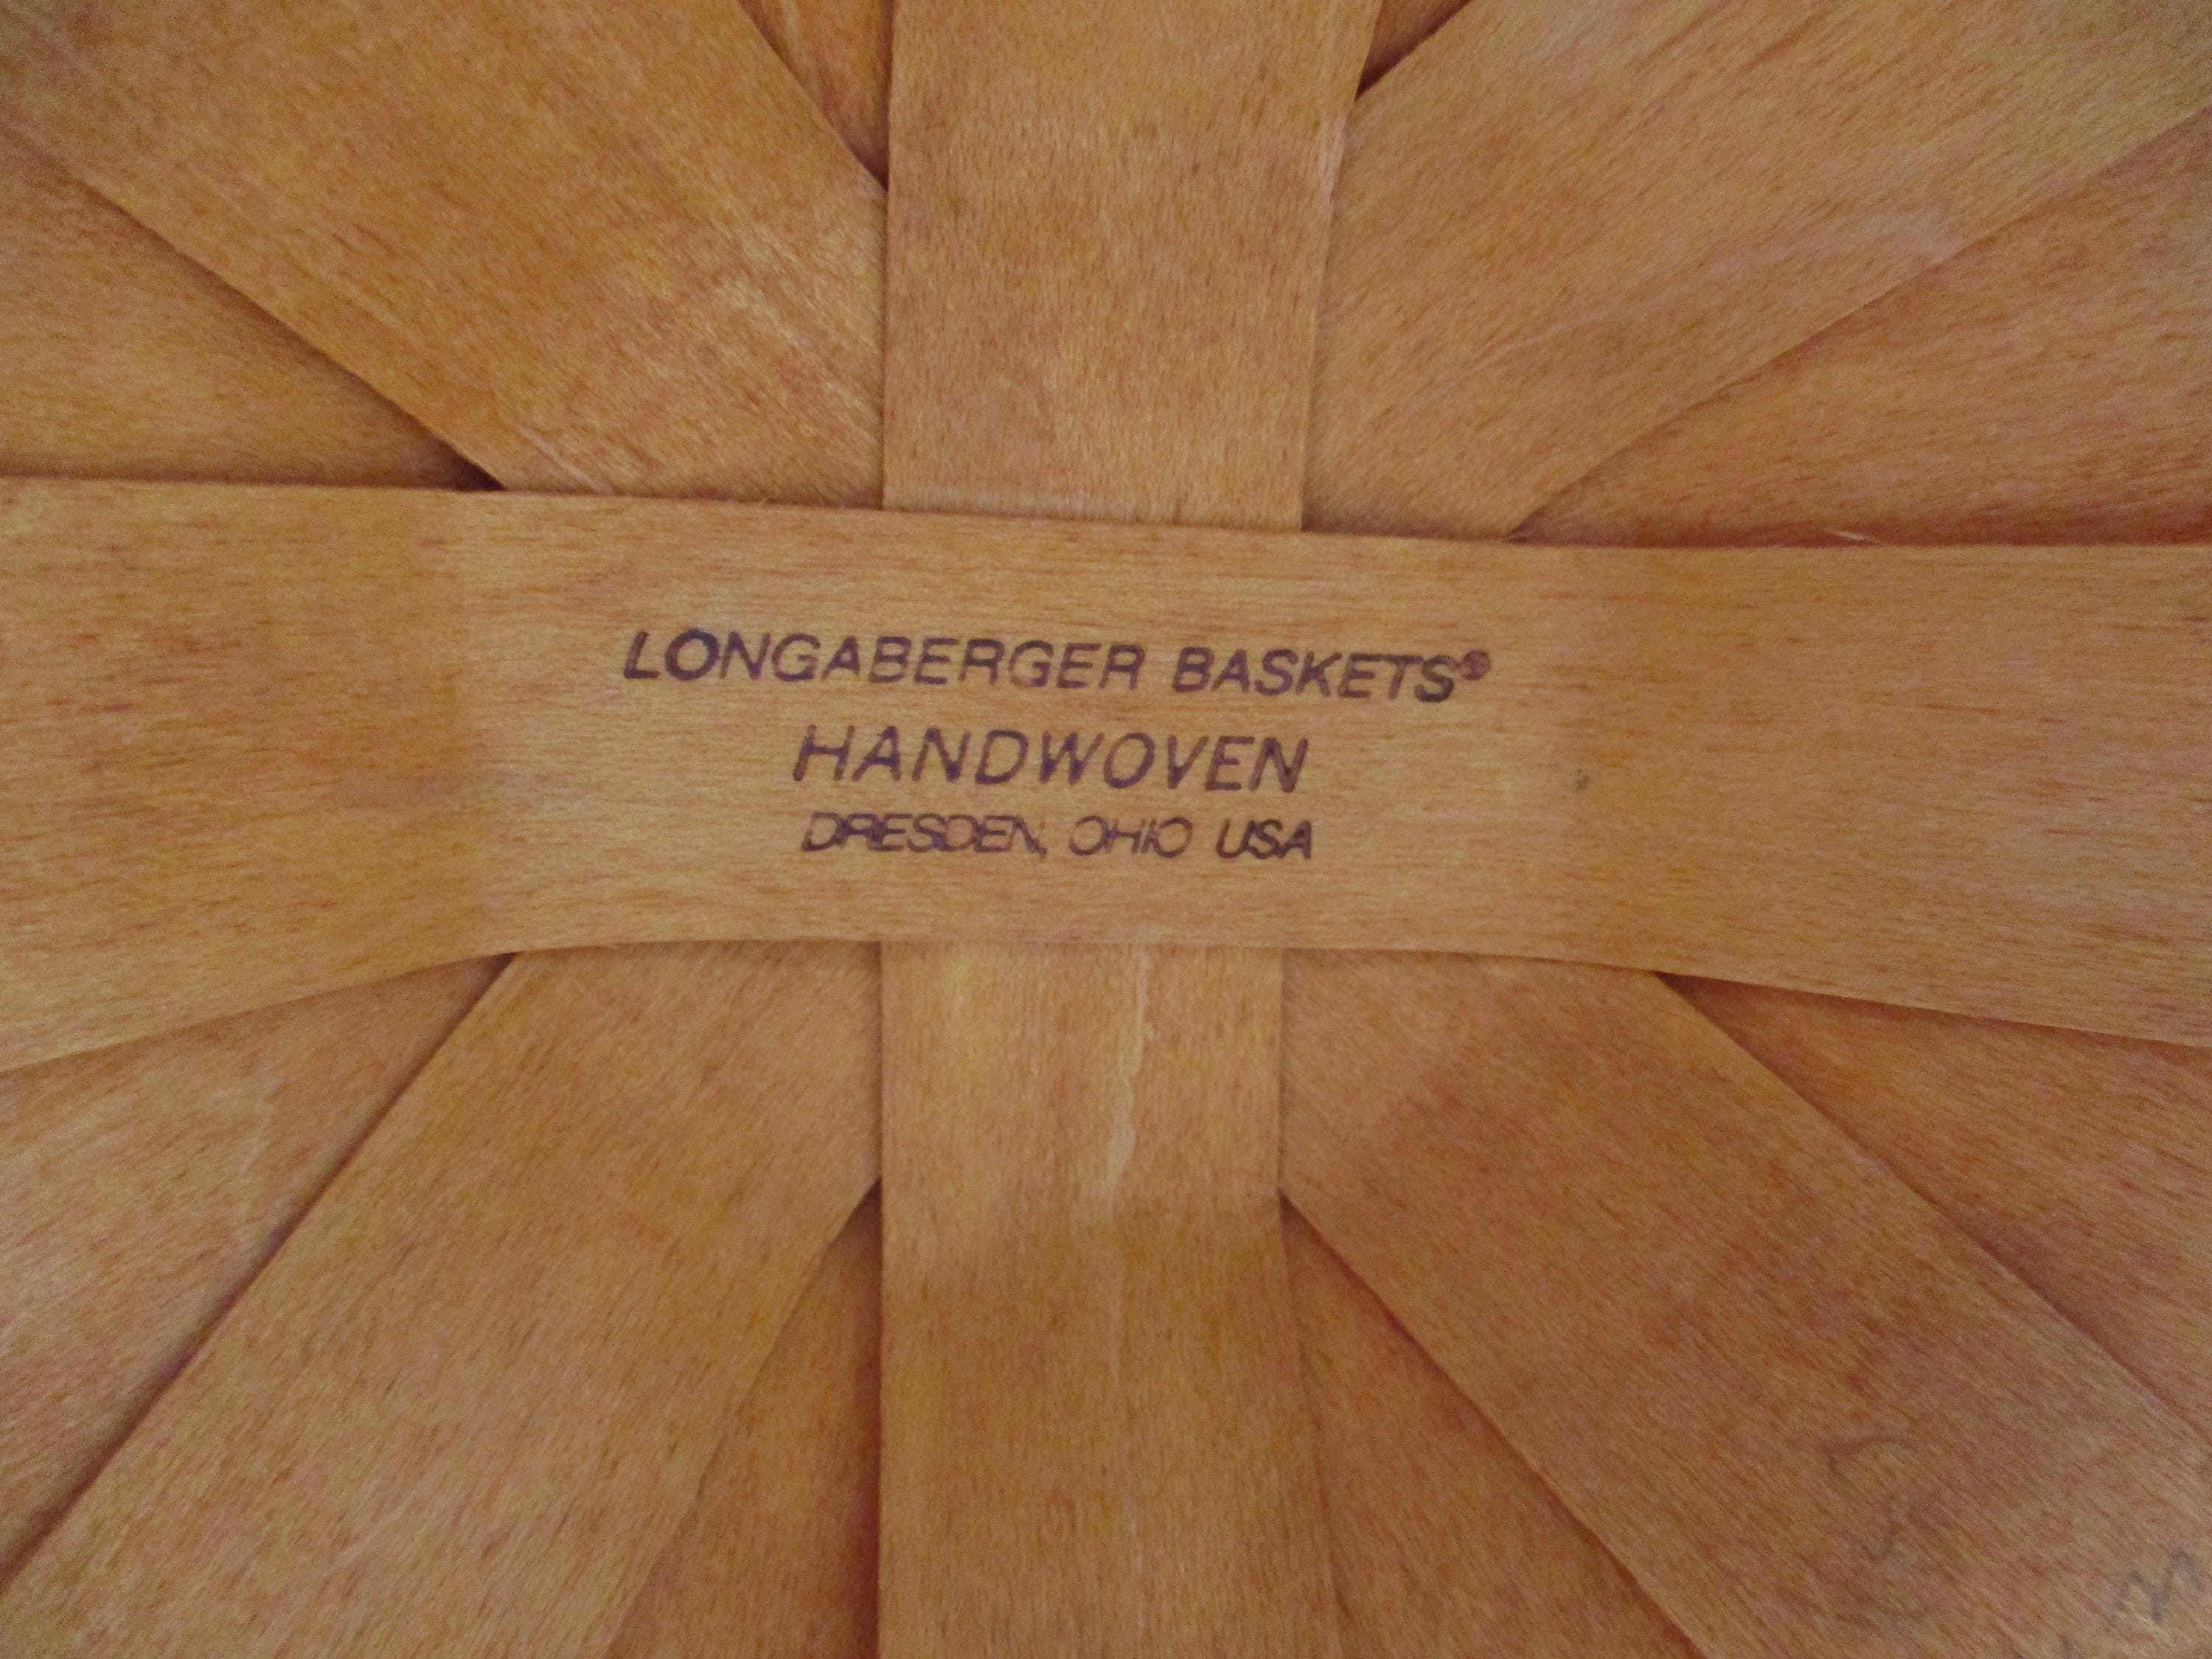 LONGABERGER BASKETS®
HANDWOVEN
DRESDEN, OHIO USA